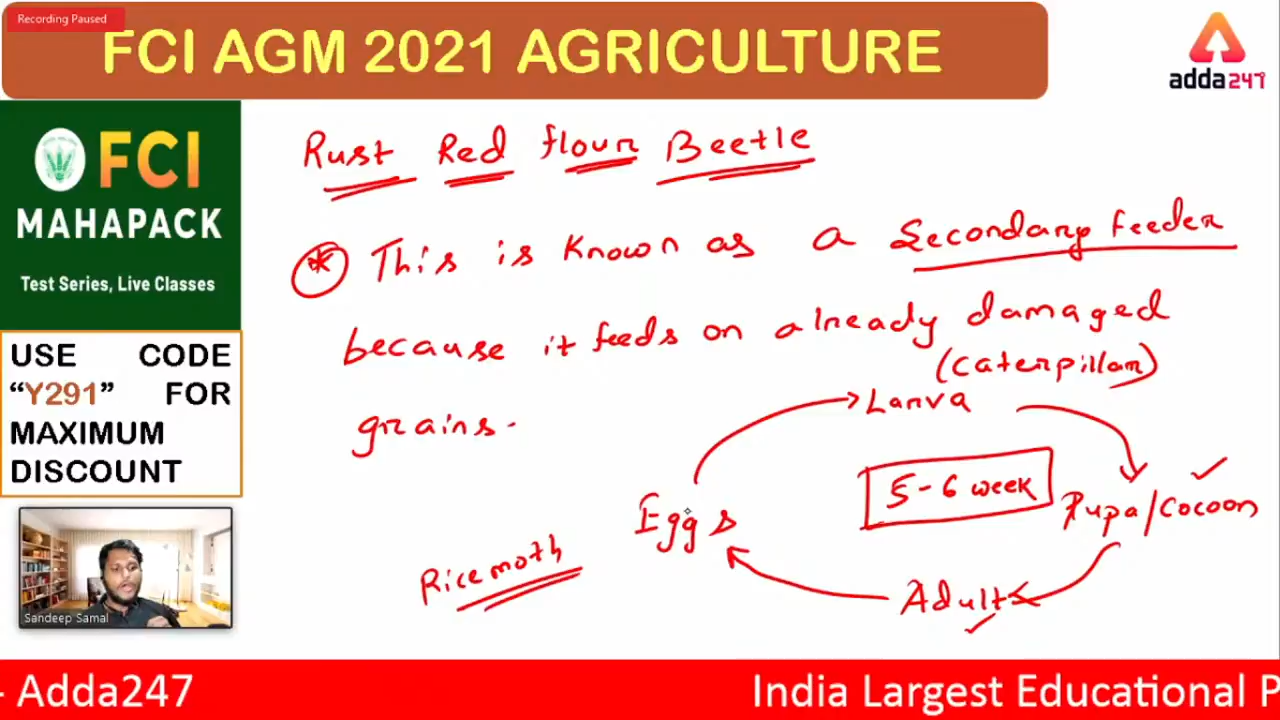 Recording Paused
FCI AGM 2021 AGRICULTURE
adda247
FCI
MAHAPACK
Test Series, Live Classes
USE CODE
“Y291” FOR
MAXIMUM
DISCOUNT
Sandeep Samal
Rust Red flour Beetle
* This is known as a Secondary feeder
because it feeds on already damaged
grains.
(Caterpillar)
Larva
5-6 week
Pupa/Cocoon
Eggs
Adult
Ricemoth
- Adda247
India Largest Educational P